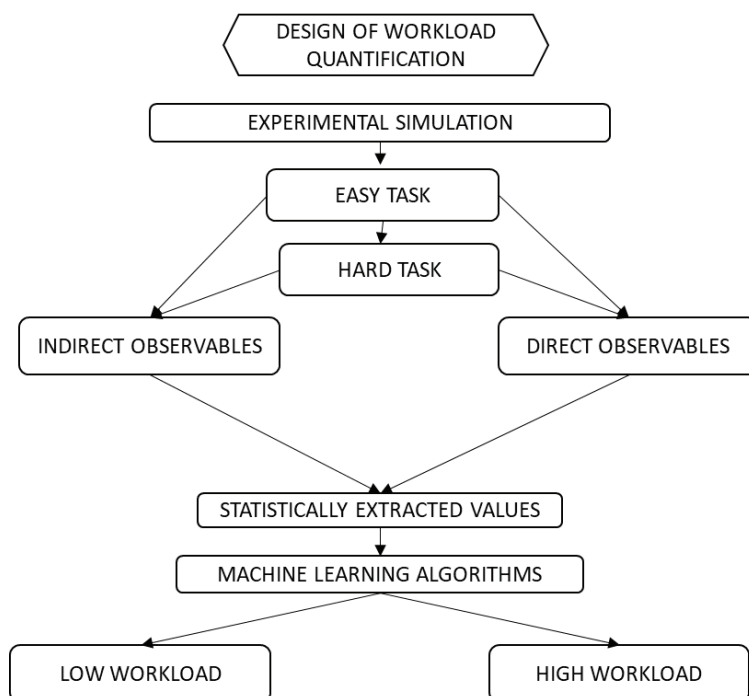 DESIGN OF WORKLOAD
QUANTIFICATION
EXPERIMENTAL SIMULATION
EASY TASK
HARD TASK
INDIRECT OBSERVABLES
DIRECT OBSERVABLES
STATISTICALLY EXTRACTED VALUES
MACHINE LEARNING ALGORITHMS
LOW WORKLOAD
HIGH WORKLOAD